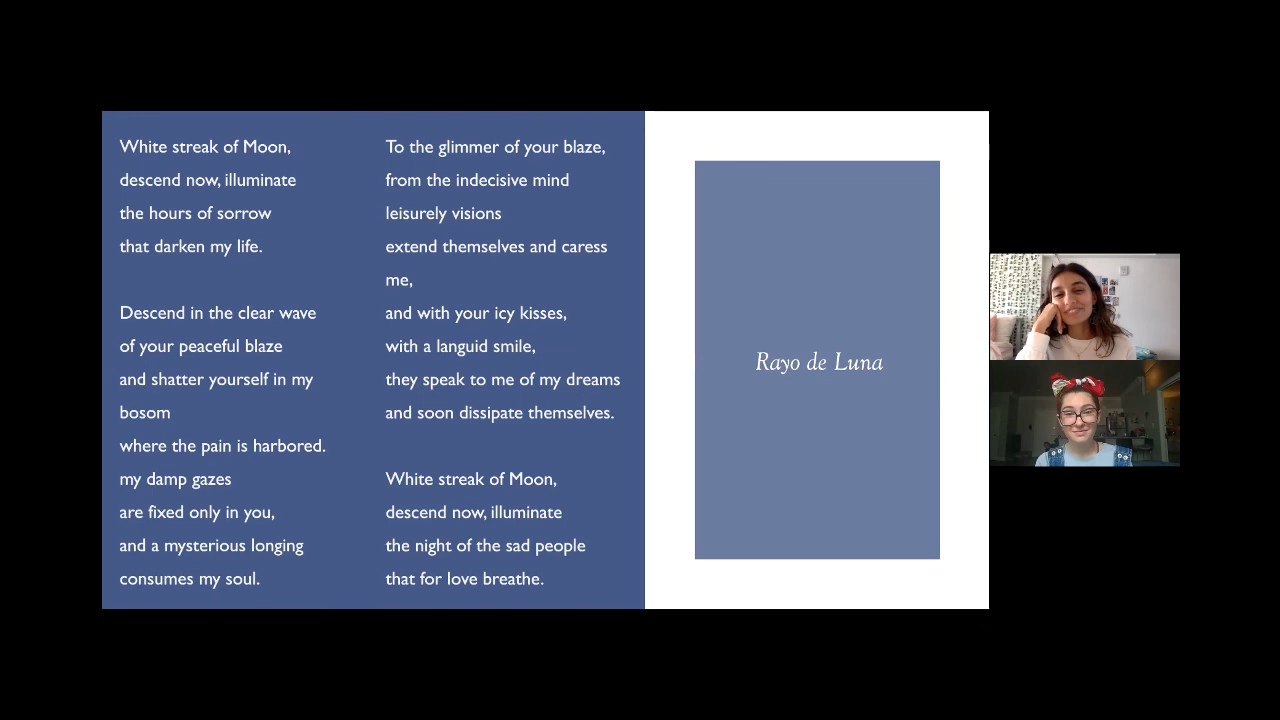 White streak of Moon,
descend now, illuminate
the hours of sorrow
that darken my life.
Descend in the clear wave
of your peaceful blaze
and shatter yourself in my
bosom
where the pain is harbored.
my damp gazes
are fixed only in you,
and a mysterious longing
consumes my soul.
To the glimmer of your blaze,
from the indecisive mind
leisurely visions
extend themselves and caress
me,
and with your icy kisses,
with a languid smile,
they speak to me of my dreams
and soon dissipate themselves.
White streak of Moon,
descend now, illuminate
the night of the sad people
that for love breathe.
Rayo de Luna